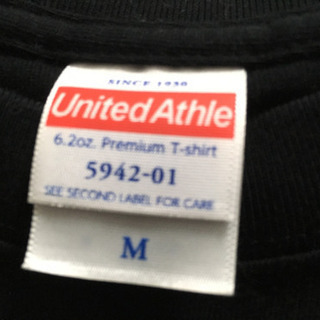 SINCE 1930
United Athle
6.2oz. Premium T-shirt
5942-01
SEE SECOND LABEL FOR CARE
M